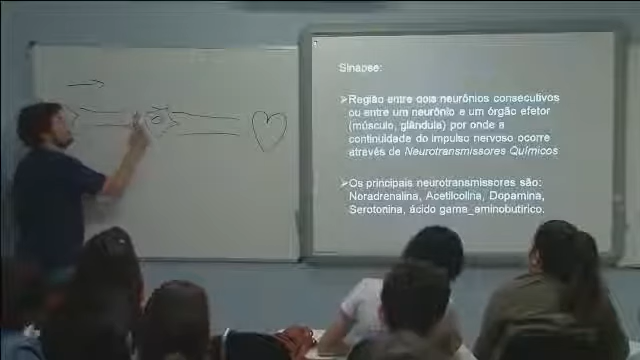 Sinapse:
➢Região entre dois neurônios consecutivos
ou entre um neurônio e um órgão efetor
(músculo, glândula) por onde a
continuidade do impulso nervoso ocorre
através de Neurotransmissores Químicos
➢Os principais neurotransmissores são:
Noradrenalina, Acetilcolina, Dopamina,
Serotonina, ácido gama_aminobutirico.